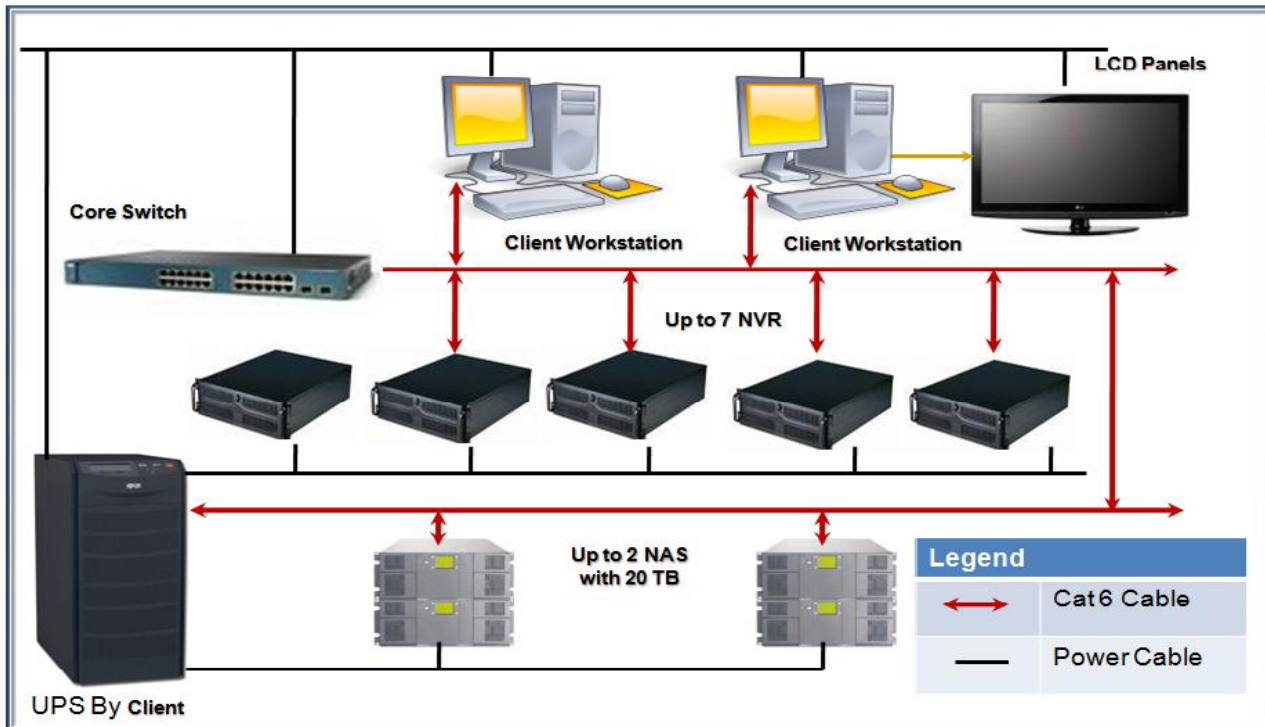 LCD Panels
Core Switch
Client Workstation
Client Workstation
Up to 7 NVR
Up to 2 NAS
with 20 TB
Legend
Cat 6 Cable
Power Cable
UPS By Client